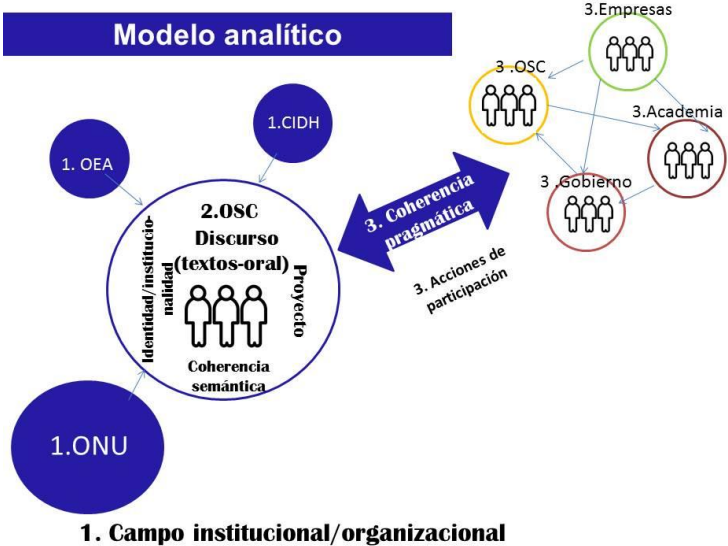 Modelo analítico
3.Empresas
3 .OSC
3.Academia
3 .Gobierno
1.CIDH
1. OEA
2.OSC
Discurso
(textos-oral)
Identidad/institucio-
nalidad
Proyecto
Coherencia
semántica
3. Coherencia
pragmática
3. Acciones de
participación
1.ONU
1. Campo institucional/organizacional